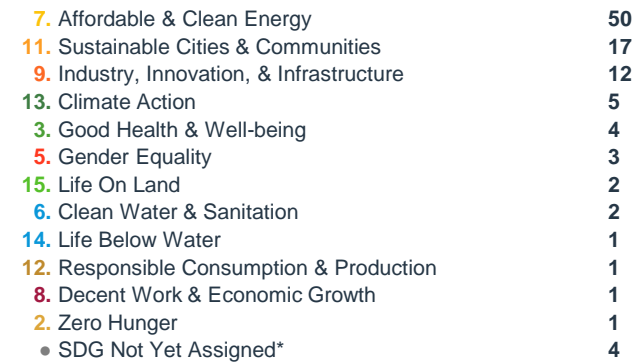 7. Affordable & Clean Energy 50
11. Sustainable Cities & Communities 17
9. Industry, Innovation, & Infrastructure 12
13. Climate Action 5
3. Good Health & Well-being 4
5. Gender Equality 3
15. Life On Land 2
6. Clean Water & Sanitation 2
14. Life Below Water 1
12. Responsible Consumption & Production 1
8. Decent Work & Economic Growth 1
2. Zero Hunger 1
● SDG Not Yet Assigned* 4